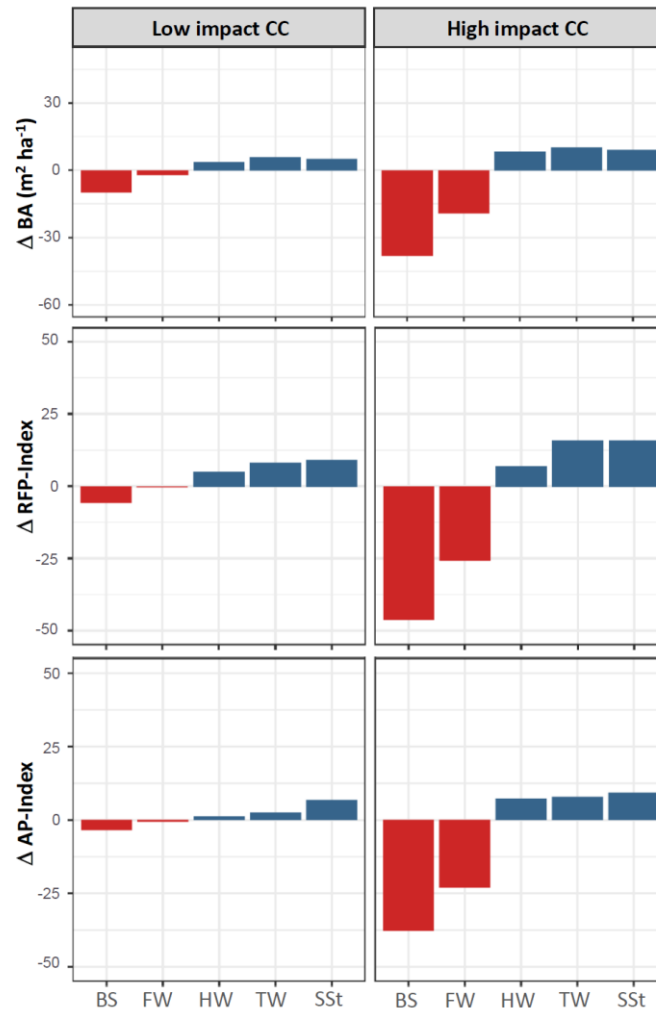 Low impact CC High impact CC
Δ BA (m² ha⁻¹)
30
0
-30
-60
Δ RFP-Index
50
25
0
-25
-50
Δ AP-Index
50
25
0
-25
-50
BS FW HW TW SSt BS FW HW TW SSt